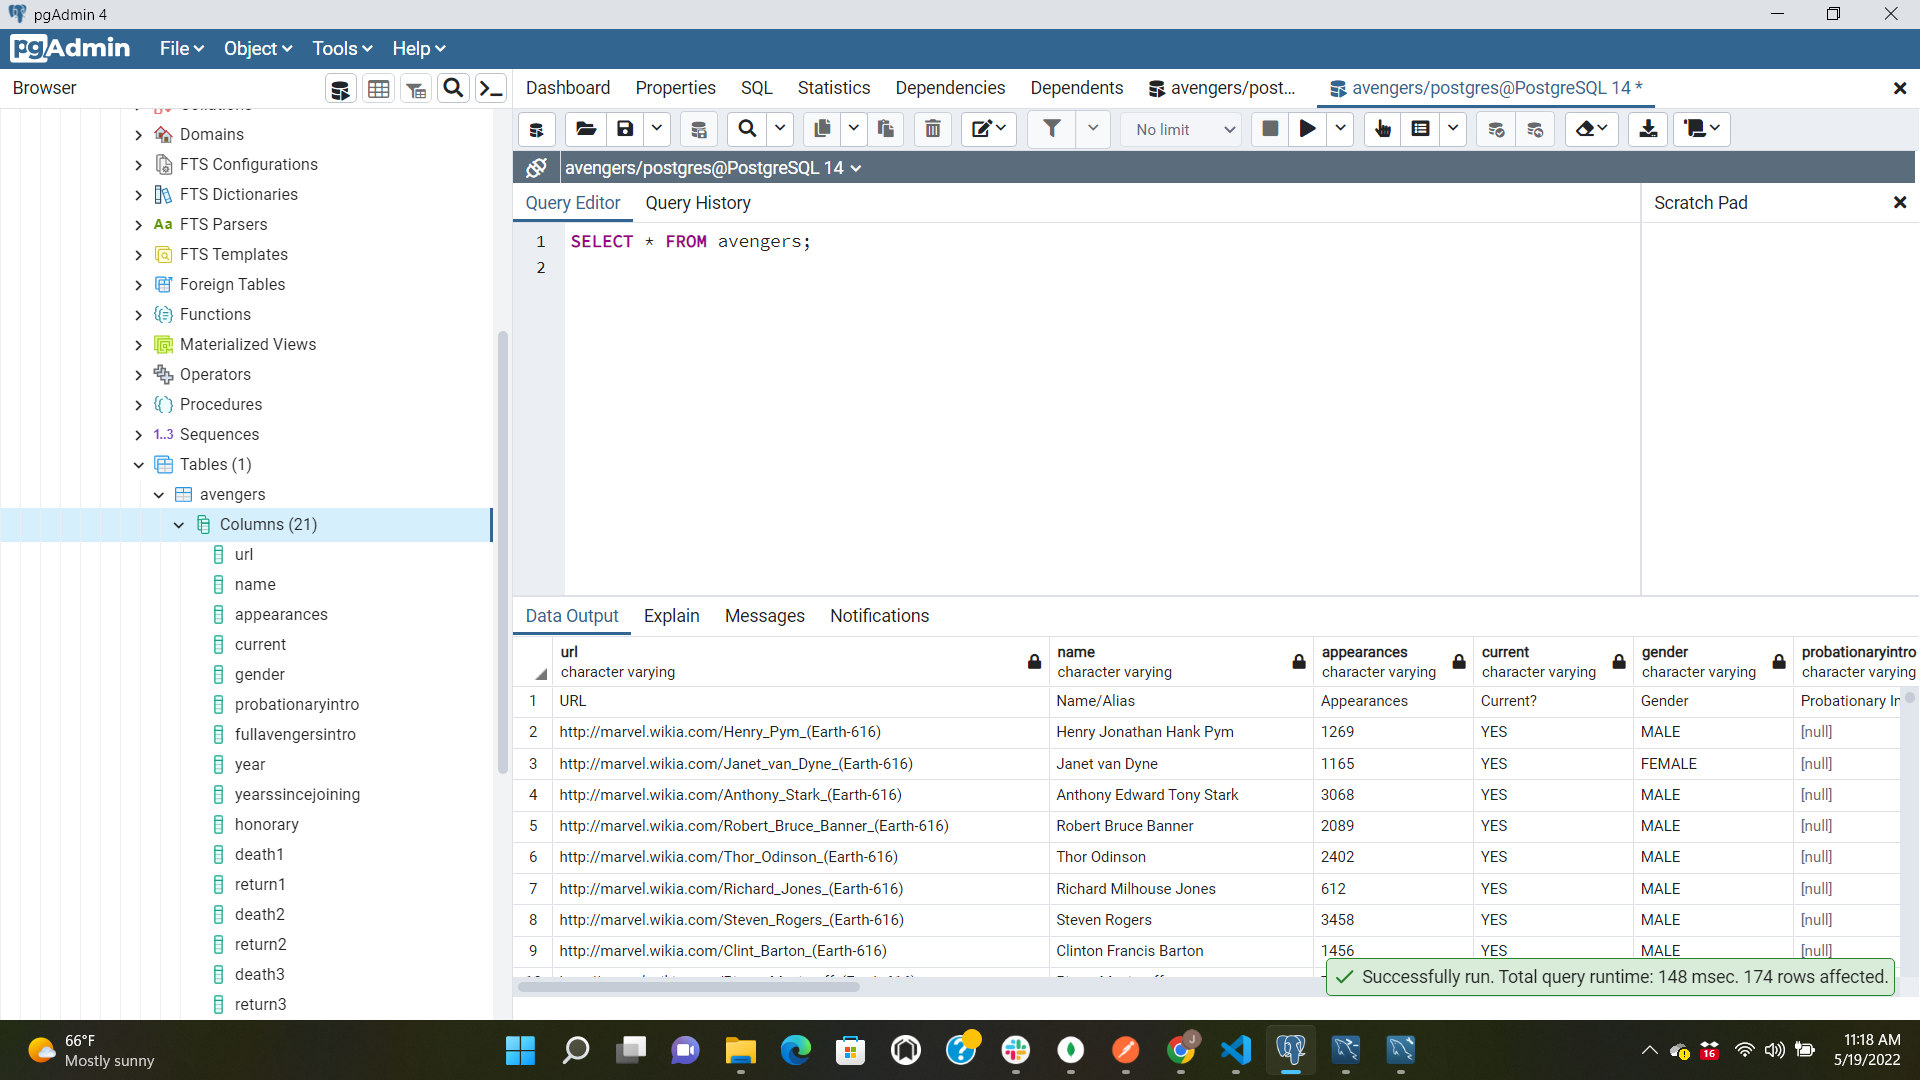 pgAdmin 4
pgAdmin File Object Tools Help
Browser
Dashboard Properties SQL Statistics Dependencies Dependents avengers/post... avengers/postgres@PostgreSQL 14 *
No limit
avengers/postgres@PostgreSQL 14
Query Editor Query History
Scratch Pad
1 SELECT * FROM avengers;
2
Domains
FTS Configurations
FTS Dictionaries
Aa FTS Parsers
FTS Templates
Foreign Tables
Functions
Materialized Views
Operators
Procedures
1..3 Sequences
Tables (1)
avengers
Columns (21)
url
name
appearances
current
gender
probationaryintro
fullavengersintro
year
yearssincejoining
honorary
death1
return1
death2
return2
death3
return3
Data Output Explain Messages Notifications
url name appearances current gender probationaryintro
character varying character varying character varying character varying character varying character varying
1 URL Name/Alias Appearances Current? Gender Probationary In
2 http://marvel.wikia.com/Henry_Pym_(Earth-616) Henry Jonathan Hank Pym 1269 YES MALE [null]
3 http://marvel.wikia.com/Janet_van_Dyne_(Earth-616) Janet van Dyne 1165 YES FEMALE [null]
4 http://marvel.wikia.com/Anthony_Stark_(Earth-616) Anthony Edward Tony Stark 3068 YES MALE [null]
5 http://marvel.wikia.com/Robert_Bruce_Banner_(Earth-616) Robert Bruce Banner 2089 YES MALE [null]
6 http://marvel.wikia.com/Thor_Odinson_(Earth-616) Thor Odinson 2402 YES MALE [null]
7 http://marvel.wikia.com/Richard_Jones_(Earth-616) Richard Milhouse Jones 612 YES MALE [null]
8 http://marvel.wikia.com/Steven_Rogers_(Earth-616) Steven Rogers 3458 YES MALE [null]
9 http://marvel.wikia.com/Clint_Barton_(Earth-616) Clinton Francis Barton 1456 YES MALE [null]
Successfully run. Total query runtime: 148 msec. 174 rows affected.
66°F
Mostly sunny
J
16
11:18 AM
5/19/2022